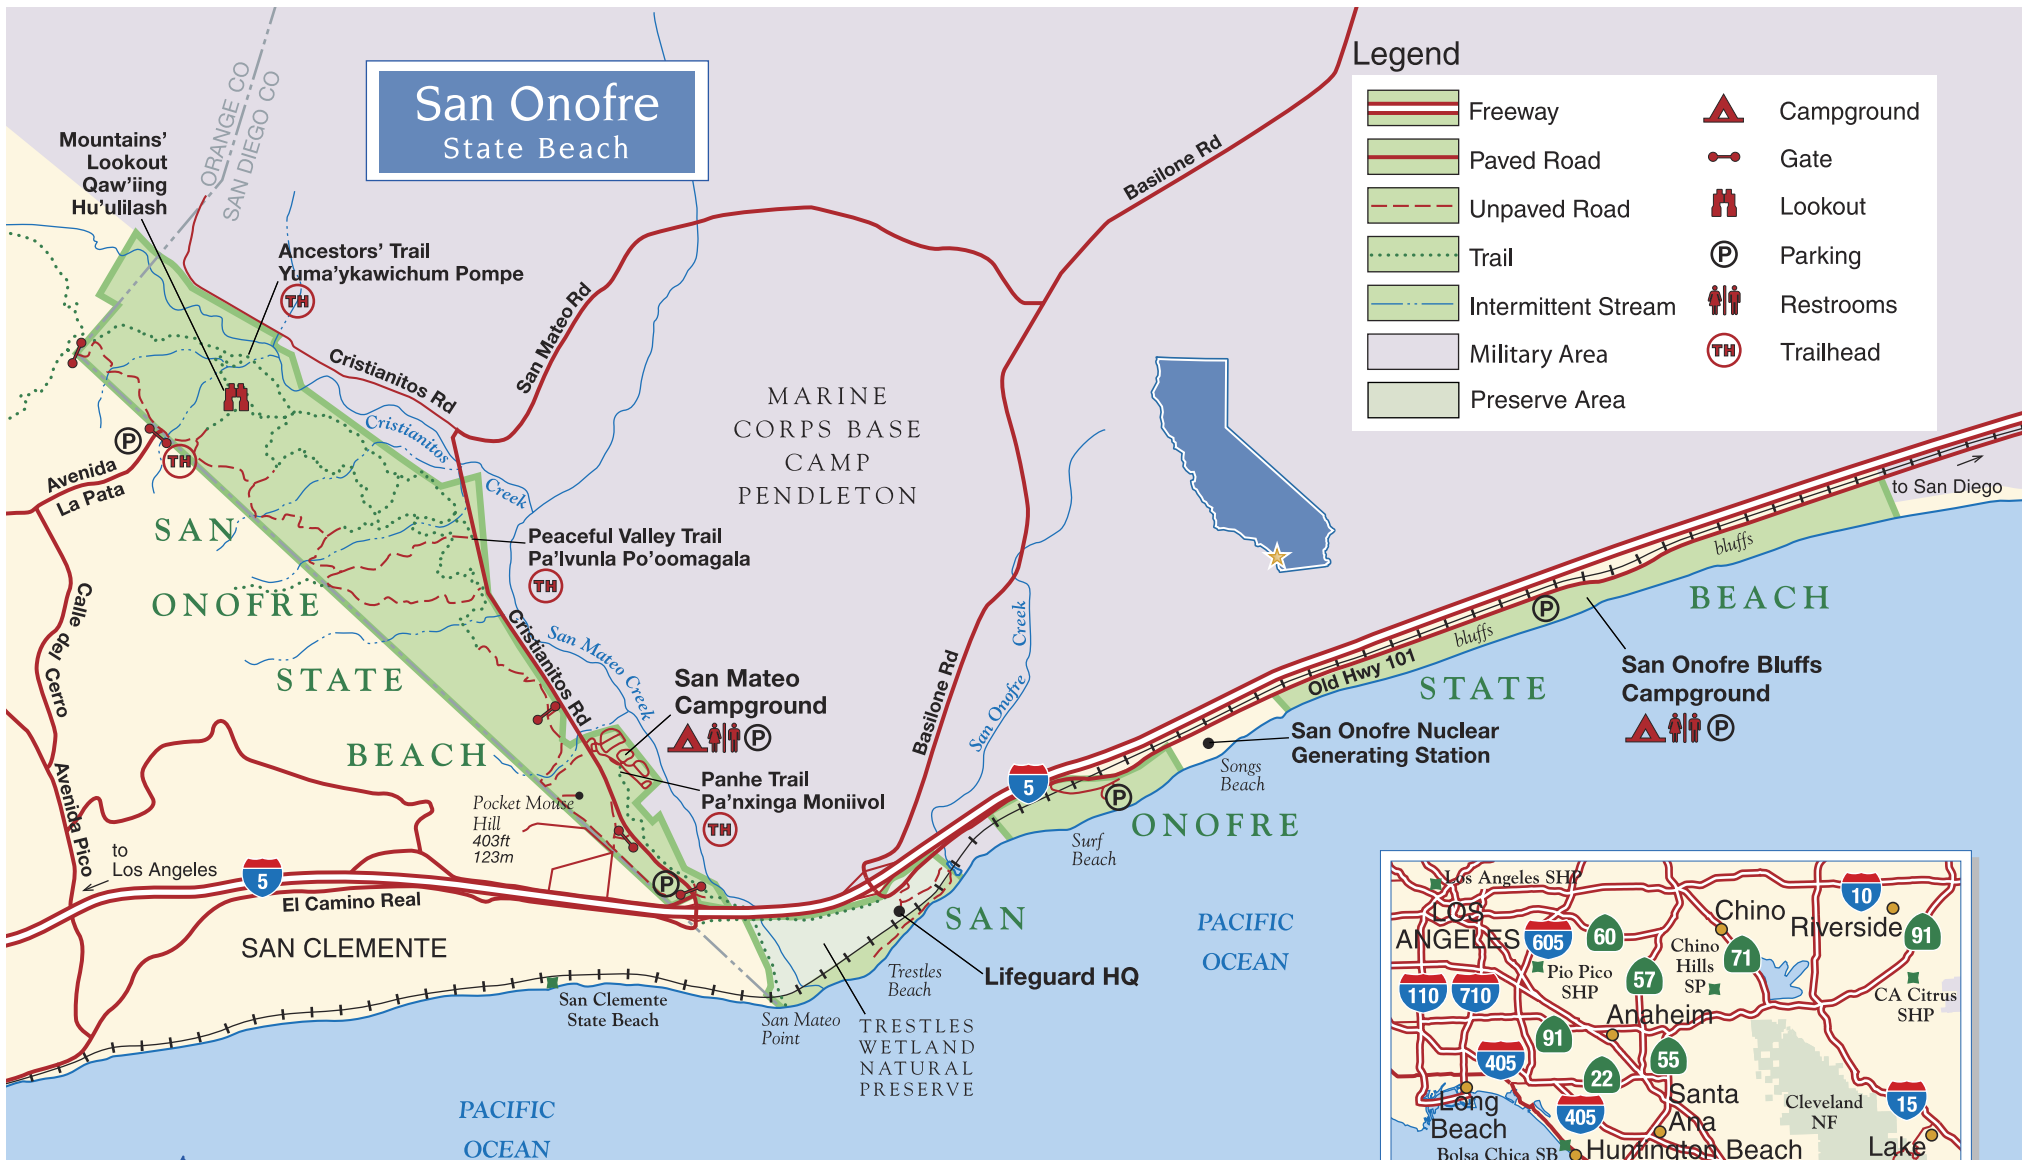 San Onofre
State Beach
Legend
Freeway
Paved Road
Unpaved Road
Trail
Intermittent Stream
Military Area
Preserve Area
Campground
Gate
Lookout
P
Parking
Restrooms
TH
Trailhead
ORANGE CO
SAN DIEGO CO
Mountains'
Lookout
Qaw'iing
Hu'ulilash
Ancestors' Trail
Yuma'ykawichum Pompe
TH
Cristianitos Rd
San Mateo Rd
Basilone Rd
MARINE
CORPS BASE
CAMP
PENDLETON
Cristianitos
Creek
P
TH
Avenida
La Pata
SAN
ONOFRE
STATE
BEACH
Peaceful Valley Trail
Pa'lvunla Po'oomagala
TH
Calle del Cerro
Cristianitos Rd
San Mateo Creek
San Mateo
Campground
P
Panhe Trail
Pa'nxinga Moniivol
TH
Pocket Mouse
Hill
403ft
123m
Avenida Pico
to
Los Angeles
5
El Camino Real
P
SAN CLEMENTE
San Clemente
State Beach
San Mateo
Point
TRESTLES
WETLAND
NATURAL
PRESERVE
Trestles
Beach
Lifeguard HQ
Basilone Rd
San Onofre
Creek
5
P
Surf
Beach
Songs
Beach
San Onofre Nuclear
Generating Station
Old Hwy 101
bluffs
P
bluffs
to San Diego
San Onofre Bluffs
Campground
P
SAN
ONOFRE
STATE
BEACH
PACIFIC
OCEAN
PACIFIC
OCEAN
Los Angeles SHP
LOS
ANGELES
605
60
10
Chino
Riverside
91
Chino
Hills
SP
71
Pio Pico
SHP
57
110
710
CA Citrus
SHP
Anaheim
91
405
55
22
Santa
Ana
405
Long
Beach
Cleveland
NF
15
Lake
Bolsa Chica SB
Huntington Beach